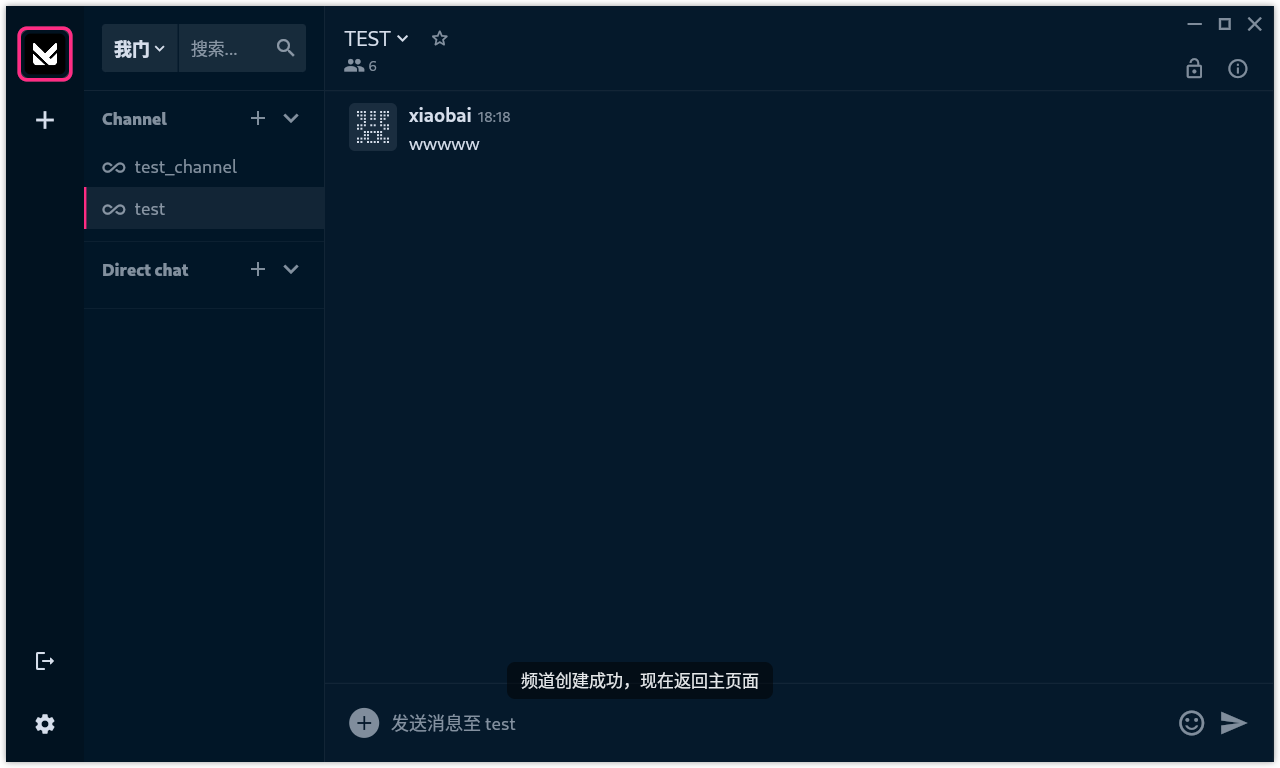 我门
搜索...
Channel
test_channel
test
Direct chat
TEST
6
xiaobai 18:18
wwwww
频道创建成功，现在返回主页面
发送消息至 test